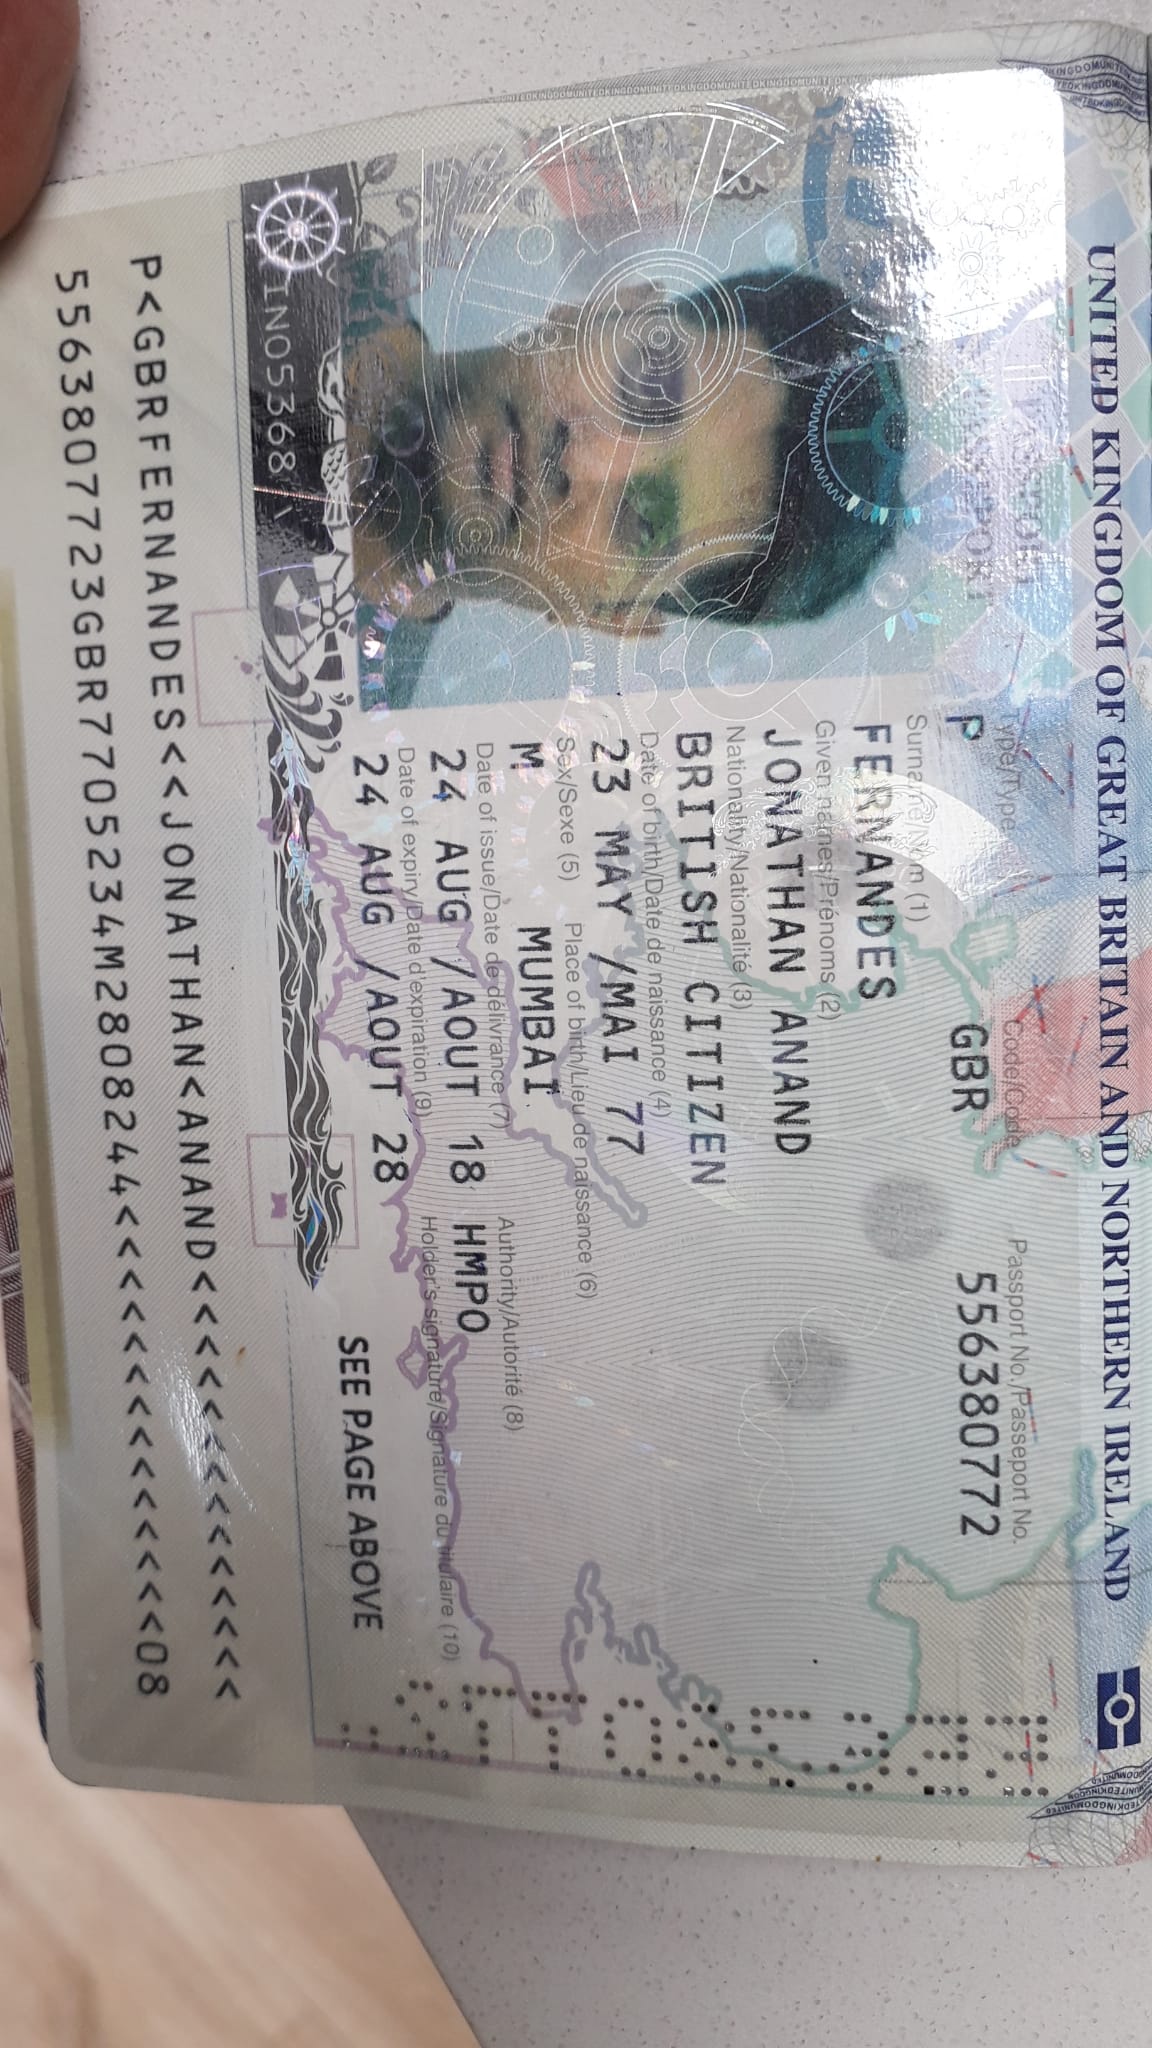 UNITED KINGDOM OF GREAT BRITAIN AND NORTHERN IRELAND
Type/Type
Code/Code
Passport No./Passeport No.
P
GBR
556380772
Surname/Nom (1)
FERNANDES
Given names/Prénoms (2)
JONATHAN ANAND
Nationality/Nationalité (3)
BRITISH CITIZEN
Date of birth/Date de naissance (4)
23 MAY /MAI 77
Sex/Sexe (5)
Place of birth/Lieu de naissance (6)
M
MUMBAI
Date of issue/Date de délivrance (7)
Authority/Autorité (8)
24 AUG /AOUT 18
HMPO
Date of expiry/Date d'expiration (9)
Holder's signature/Signature du titulaire (10)
24 AUG /AOUT 28
SEE PAGE ABOVE
P<GBRFERNANDES<<JONATHAN<ANAND<<<<<<<<<<<<<<
5563807723GBR7705234M2808244<<<<<<<<<<<<<<08